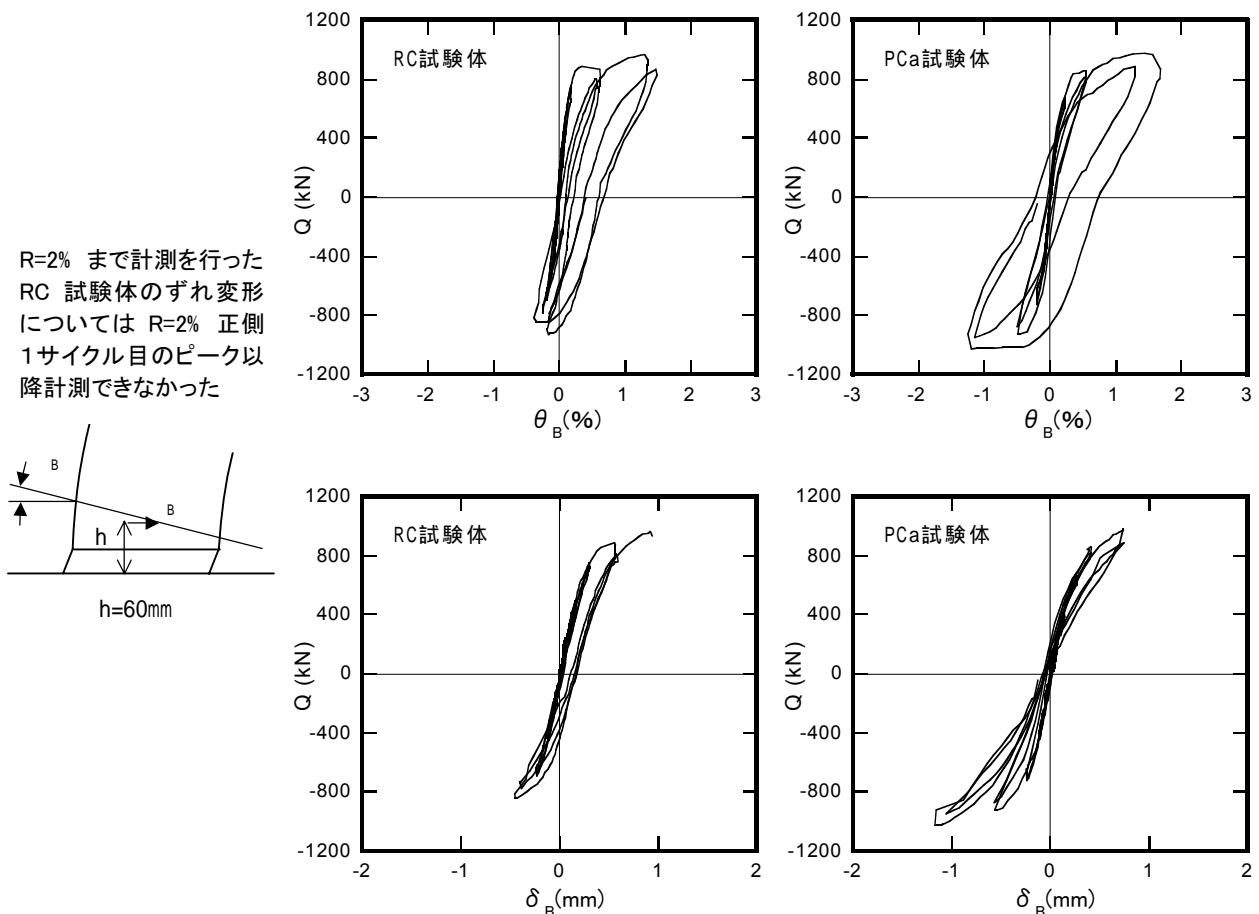 R=2% まで計測を行った
RC 試験体のずれ変形
については R=2% 正側
1サイクル目のピーク以
降計測できなかった
B
B
h
h=60mm
RC試験体
1200
800
400
0
-400
-800
-1200
Q (kN)
-3 -2 -1 0 1 2 3
θB(%)
PCa試験体
1200
800
400
0
-400
-800
-1200
Q (kN)
-3 -2 -1 0 1 2 3
θB(%)
RC試験体
1200
800
400
0
-400
-800
-1200
Q (kN)
-2 -1 0 1 2
δB(mm)
PCa試験体
1200
800
400
0
-400
-800
-1200
Q (kN)
-2 -1 0 1 2
δB(mm)